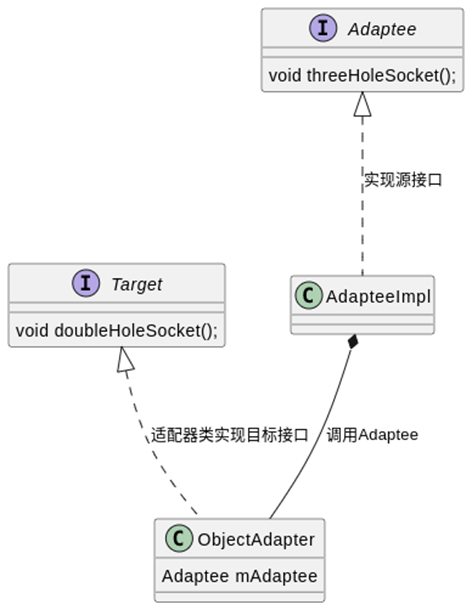 I Adaptee
void threeHoleSocket();
实现源接口
I Target
void doubleHoleSocket();
C AdapteeImpl
适配器类实现目标接口
调用Adaptee
C ObjectAdapter
Adaptee mAdaptee